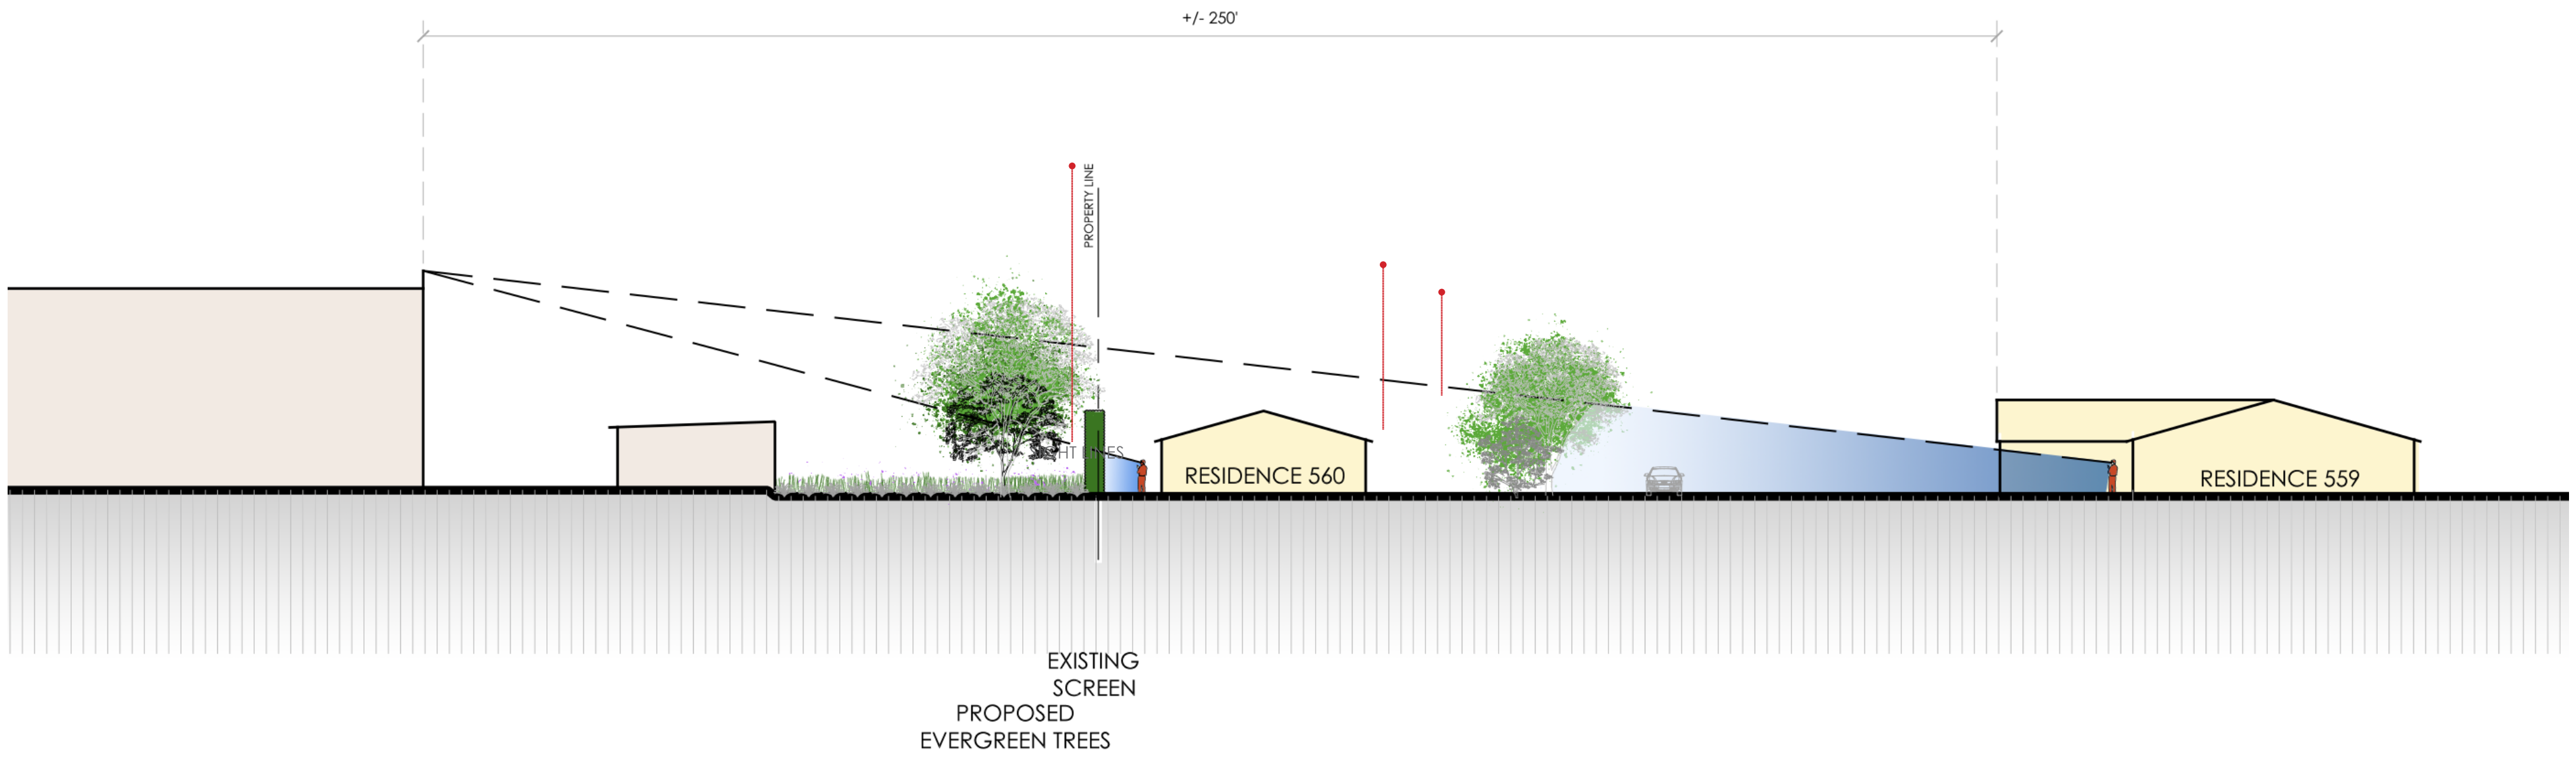 +/- 250'
PROPERTY LINE
RESIDENCE 560
RESIDENCE 559
EXISTING
SCREEN
PROPOSED
EVERGREEN TREES